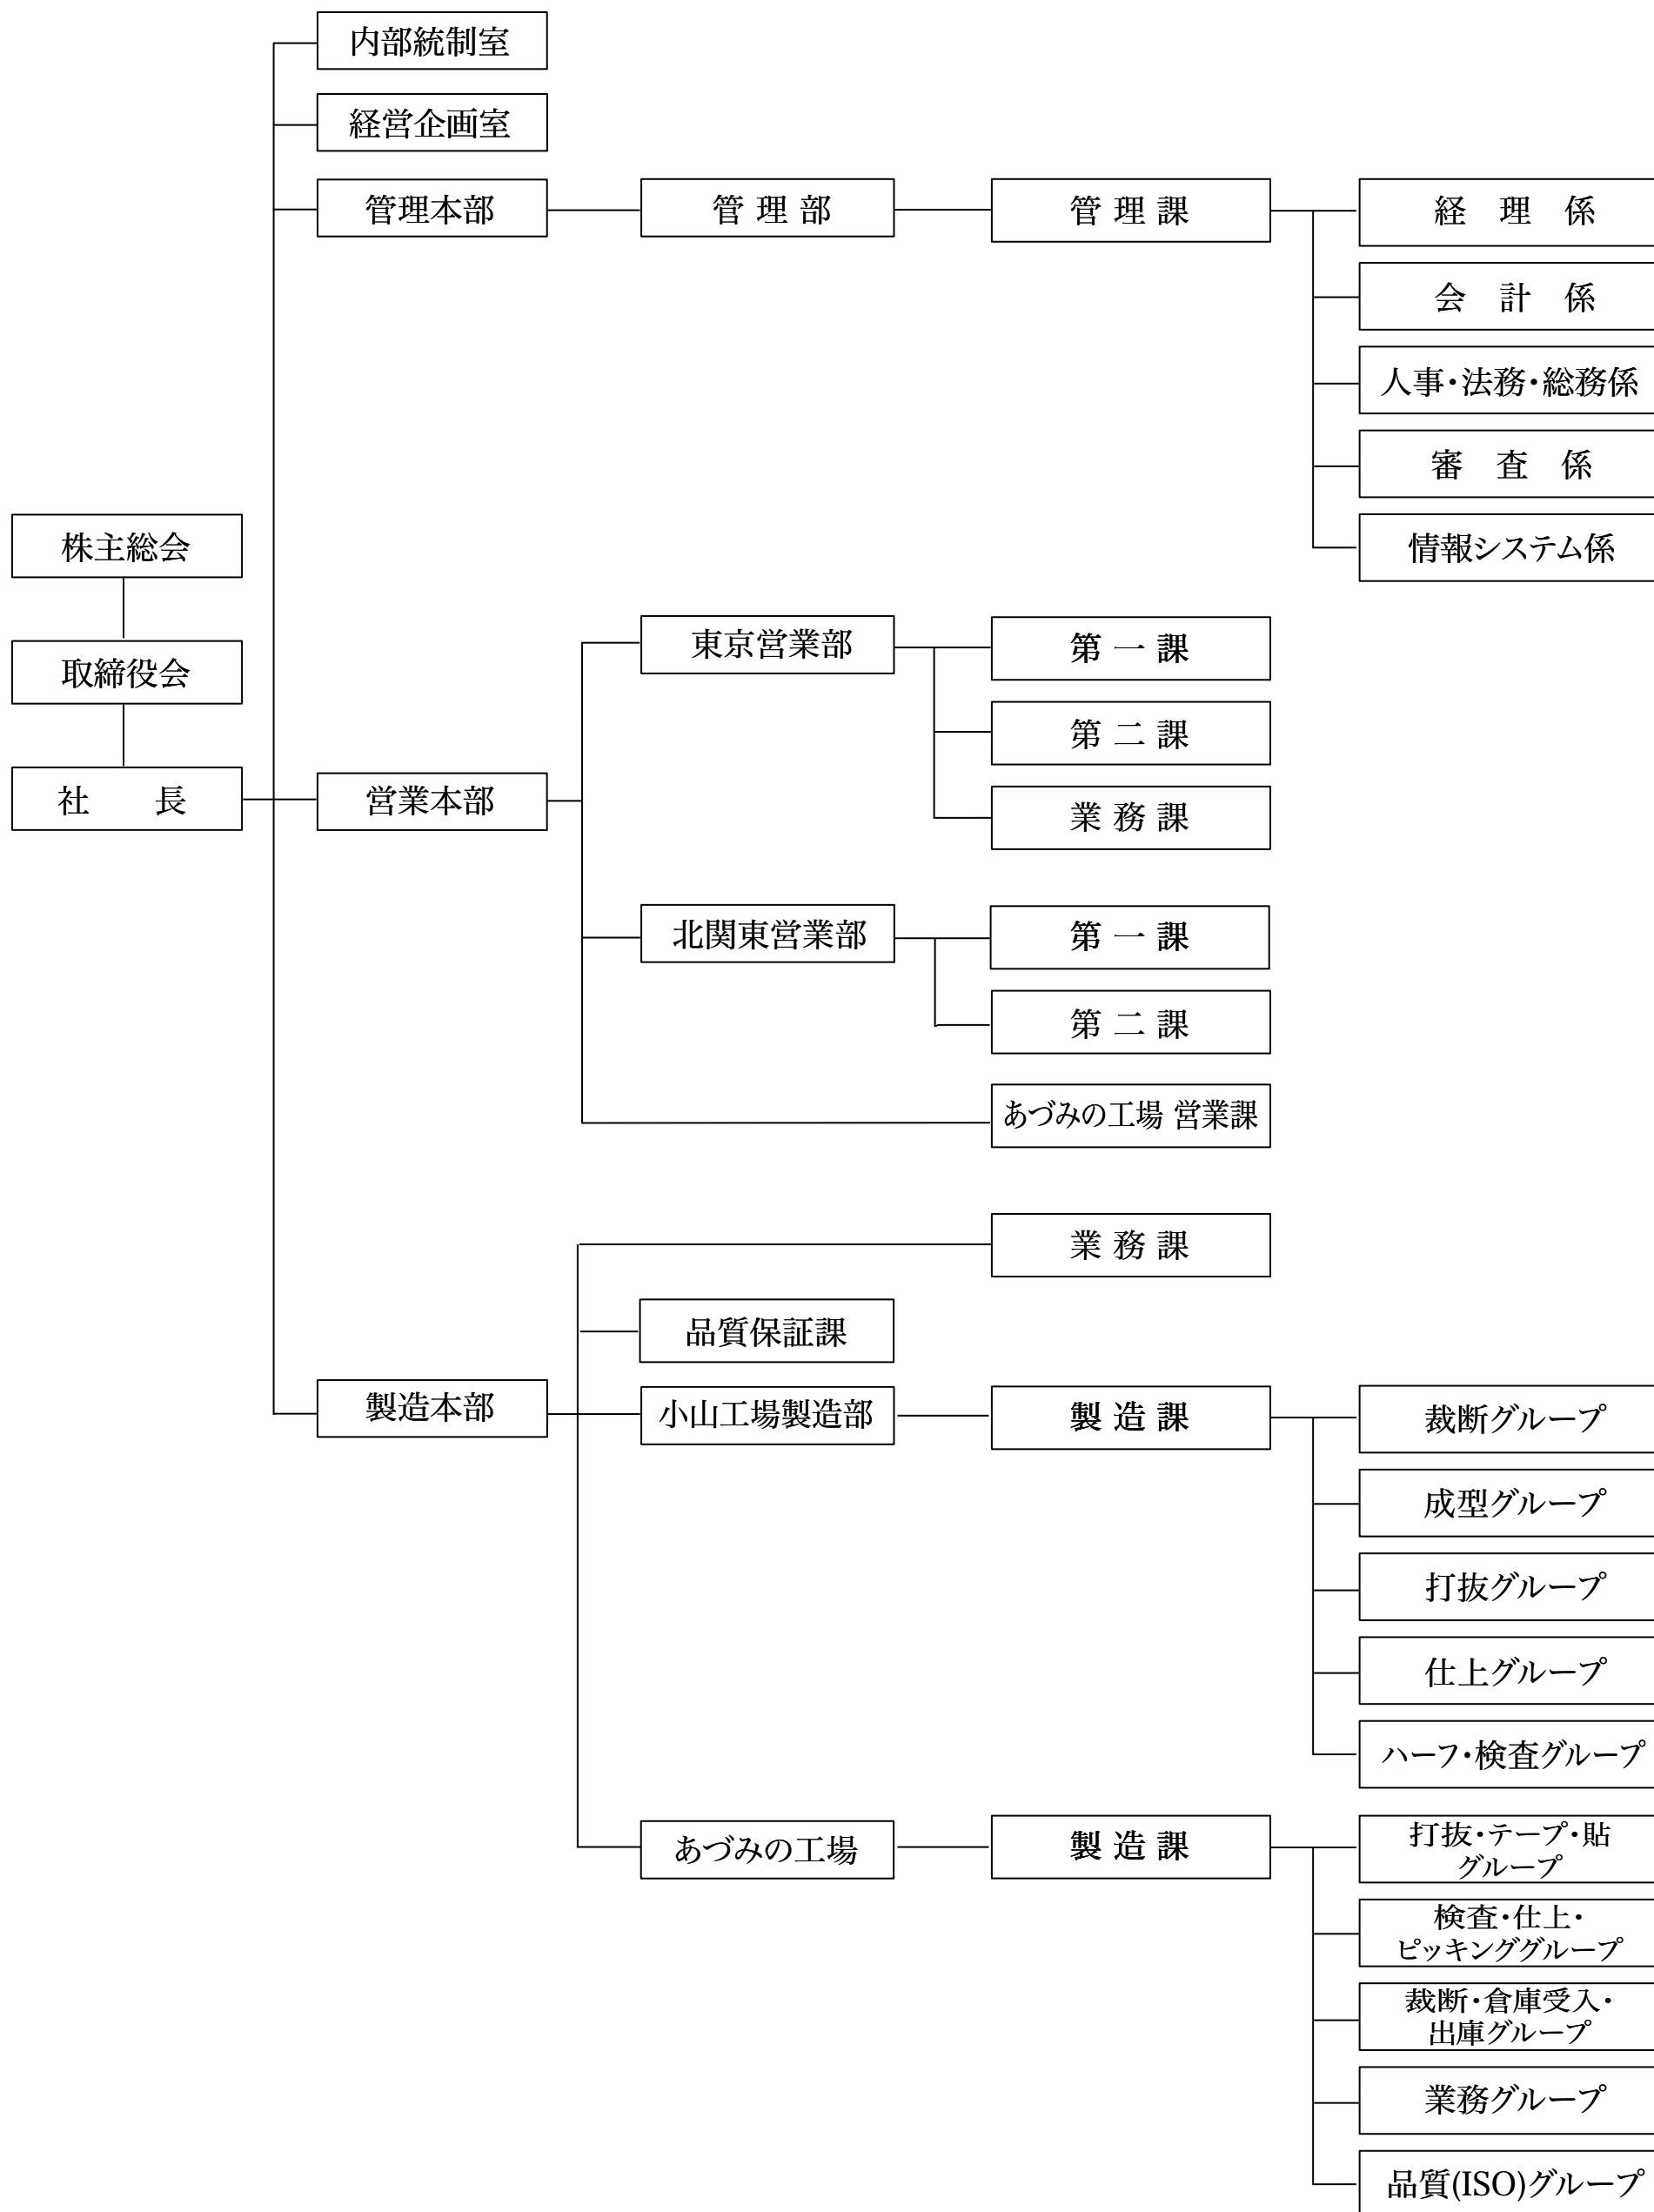 内部統制室
経営企画室
管理本部
管 理 部
管 理 課
経　理　係
会　計　係
人事・法務・総務係
審　査　係
情報システム係
株主総会
取締役会
社　　長
営業本部
東京営業部
第 一 課
第 二 課
業 務 課
北関東営業部
第 一 課
第 二 課
あづみの工場 営業課
業 務 課
品質保証課
製造本部
小山工場製造部
製 造 課
裁断グループ
成型グループ
打抜グループ
仕上グループ
ハーフ・検査グループ
あづみの工場
製 造 課
打抜・テープ・貼
グループ
検査・仕上・
ピッキンググループ
裁断・倉庫受入・
出庫グループ
業務グループ
品質(ISO)グループ